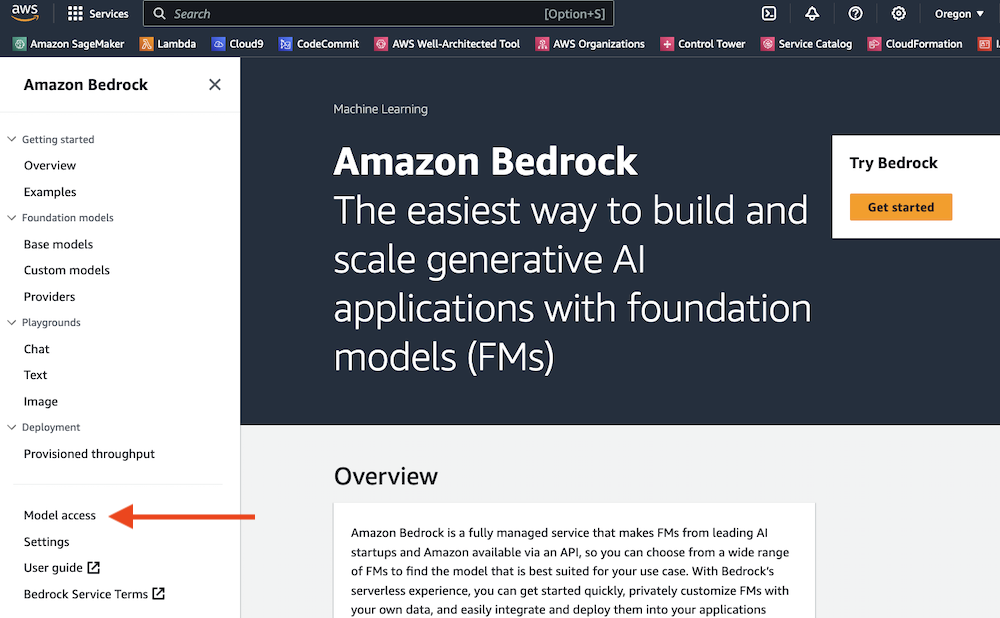 aws
Services
Search
[Option+S]
Oregon
Amazon SageMaker
Lambda
Cloud9
CodeCommit
AWS Well-Architected Tool
AWS Organizations
Control Tower
Service Catalog
CloudFormation
Amazon Bedrock
Getting started
Overview
Examples
Foundation models
Base models
Custom models
Providers
Playgrounds
Chat
Text
Image
Deployment
Provisioned throughput
Model access
Settings
User guide
Bedrock Service Terms
Machine Learning
Amazon Bedrock
The easiest way to build and
scale generative AI
applications with foundation
models (FMs)
Try Bedrock
Get started
Overview
Amazon Bedrock is a fully managed service that makes FMs from leading AI
startups and Amazon available via an API, so you can choose from a wide range
of FMs to find the model that is best suited for your use case. With Bedrock's
serverless experience, you can get started quickly, privately customize FMs with
your own data, and easily integrate and deploy them into your applications